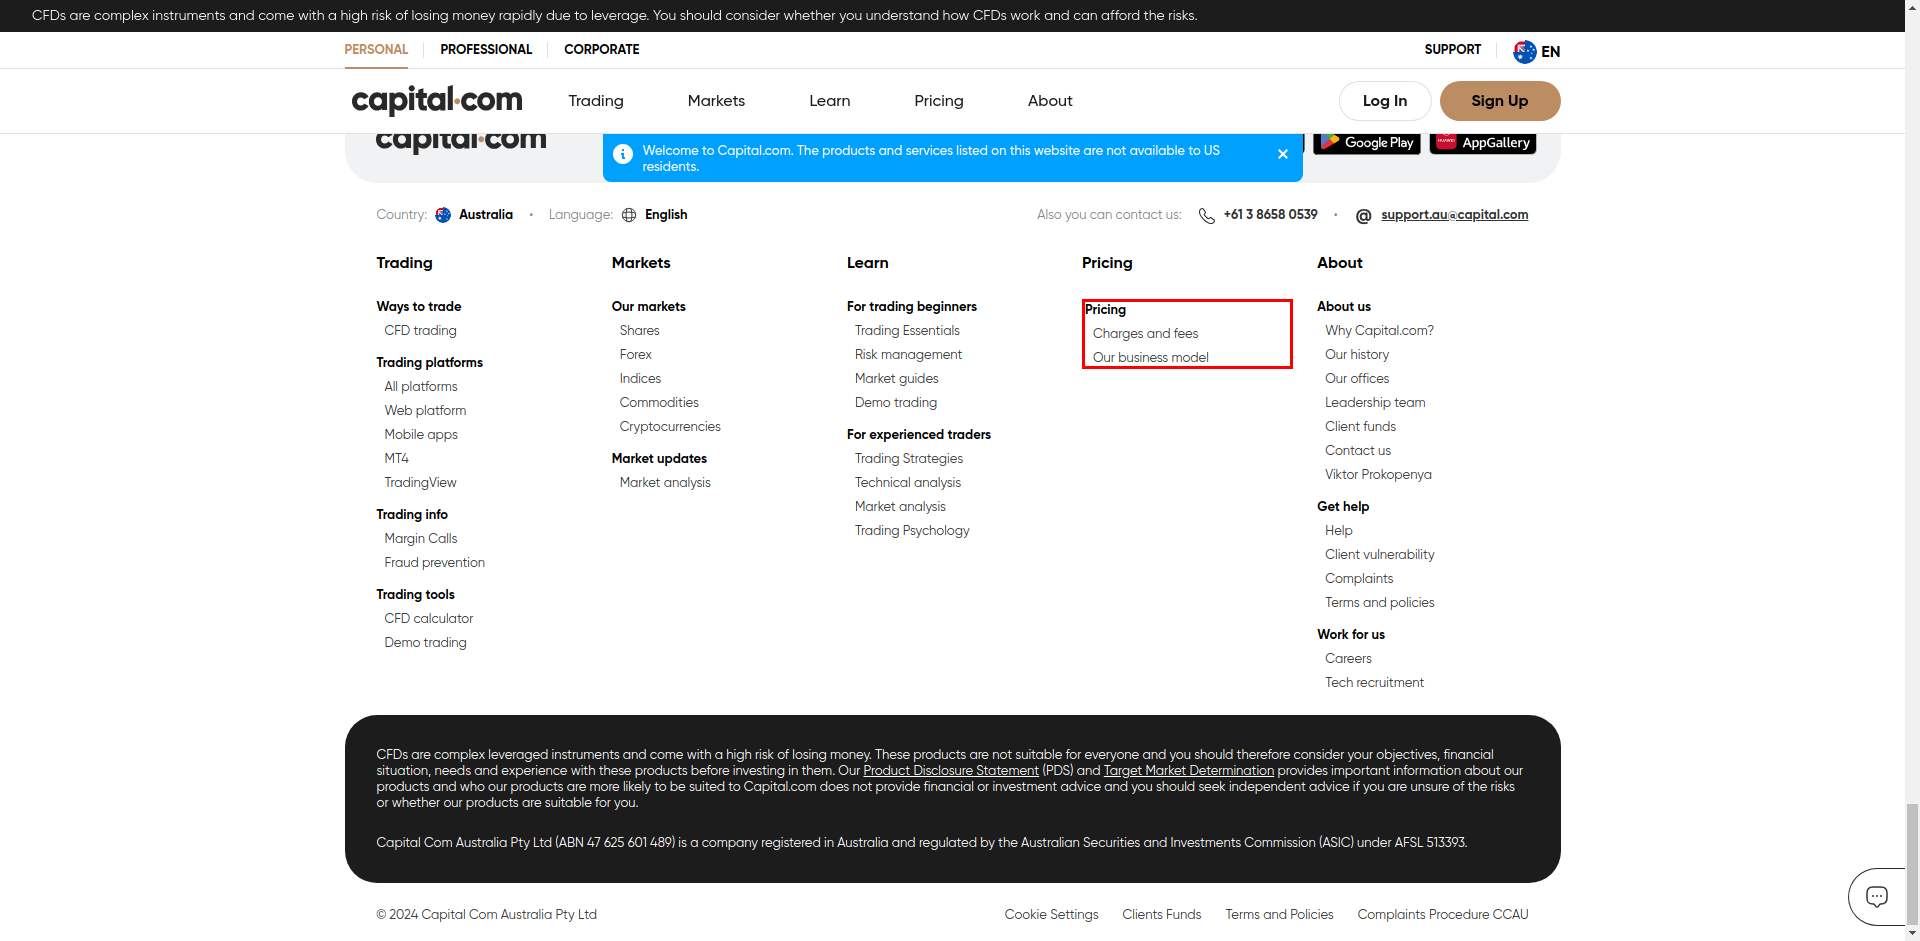 CFDs are complex instruments and come with a high risk of losing money rapidly due to leverage. You should consider whether you understand how CFDs work and can afford the risks.
PERSONAL
PROFESSIONAL
CORPORATE
SUPPORT
EN
capital.com
Trading
Markets
Learn
Pricing
About
Log In
Sign Up
capital.com
Welcome to Capital.com. The products and services listed on this website are not available to US
residents.
Google Play
AppGallery
Country:
Australia
Language:
English
Also you can contact us:
+61 3 8658 0539
support.au@capital.com
Trading
Ways to trade
CFD trading
Trading platforms
All platforms
Web platform
Mobile apps
MT4
TradingView
Trading info
Margin Calls
Fraud prevention
Trading tools
CFD calculator
Demo trading
Markets
Our markets
Shares
Forex
Indices
Commodities
Cryptocurrencies
Market updates
Market analysis
Learn
For trading beginners
Trading Essentials
Risk management
Market guides
Demo trading
For experienced traders
Trading Strategies
Technical analysis
Market analysis
Trading Psychology
Pricing
Pricing
Charges and fees
Our business model
About
About us
Why Capital.com?
Our history
Our offices
Leadership team
Client funds
Contact us
Viktor Prokopenya
Get help
Help
Client vulnerability
Complaints
Terms and policies
Work for us
Careers
Tech recruitment
CFDs are complex leveraged instruments and come with a high risk of losing money. These products are not suitable for everyone and you should therefore consider your objectives, financial
situation, needs and experience with these products before investing in them. Our Product Disclosure Statement (PDS) and Target Market Determination provides important information about our
products and who our products are more likely to be suited to Capital.com does not provide financial or investment advice and you should seek independent advice if you are unsure of the risks
or whether our products are suitable for you.
Capital Com Australia Pty Ltd (ABN 47 625 601 489) is a company registered in Australia and regulated by the Australian Securities and Investments Commission (ASIC) under AFSL 513393.
© 2024 Capital Com Australia Pty Ltd
Cookie Settings
Clients Funds
Terms and Policies
Complaints Procedure CCAU